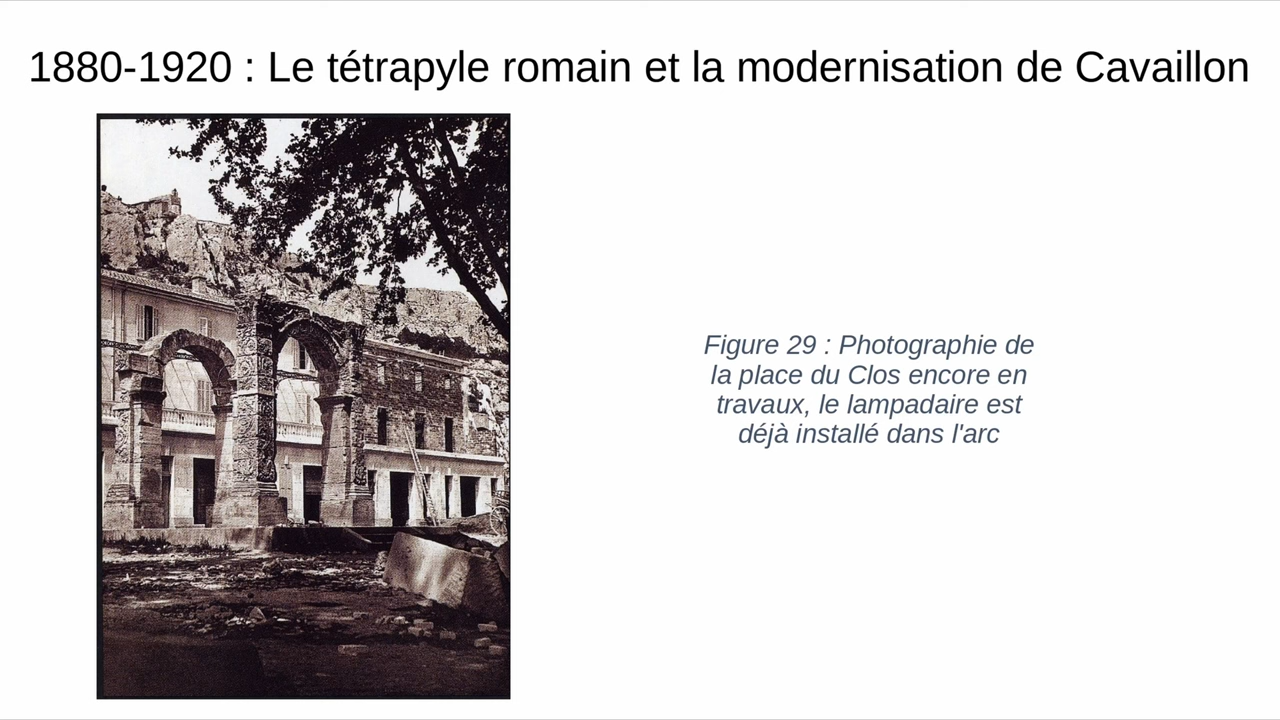 1880-1920 : Le tétrapyle romain et la modernisation de Cavaillon
Figure 29 : Photographie de
la place du Clos encore en
travaux, le lampadaire est
déjà installé dans l'arc